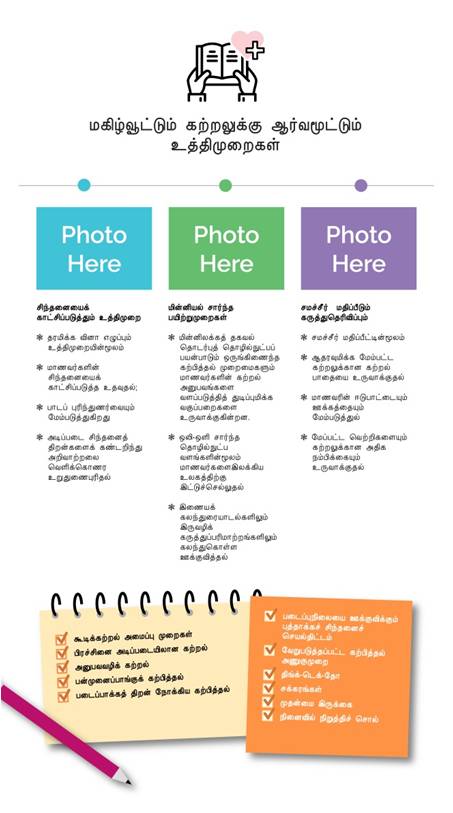 மகிழ்வூட்டும் கற்றலுக்கு ஆர்வமூட்டும்
உத்திமுறைகள்
Photo
Here
Photo
Here
Photo
Here
சிந்தனையைக்
காட்சிப்படுத்தும் உத்திமுறை
✻ தரமிக்க வினா எழுப்பும்
உத்திமுறையின்மூலம்
✻ மாணவர்களின்
சிந்தனையைக்
காட்சிப்படுத்த உதவுதல்;
✻ பாடப் புரிந்துணர்வையும்
மேம்படுத்துகிறது
✻ அடிப்படை சிந்தனைத்
திறன்களைக் கண்டறிந்து
அறிவாற்றலை
வெளிக்கொணர
உறுதுணைபுரிதல்
மின்னியல் சார்ந்த
பயிற்றுமுறைகள்
✻ மின்னிலக்கத் தகவல்
தொடர்புத் தொழில்நுட்பப்
பயன்பாடும் ஒருங்கிணைந்த
கற்பித்தல் முறைமைகளும்
மாணவர்களின் கற்றல்
அனுபவங்களை
வளப்படுத்தித் துடிப்புமிக்க
வகுப்பறைகளை
உருவாக்குகின்றன.
✻ ஒலி-ஒளி சார்ந்த
தொழில்நுட்ப
வளங்களின்மூலம்
மாணவர்களைஇலக்கிய
உலகத்திற்கு
இட்டுச்செல்லுதல்
✻ இணையக்
கலந்துரையாடல்களிலும்
இருவழிக்
கருத்துப்பரிமாற்றங்களிலும்
கலந்துகொள்ள
ஊக்குவித்தல்
சமச்சீர் மதிப்பீடும்
கருத்துதெரிவிப்பும்
✻ சமச்சீர் மதிப்பீட்டின்மூலம்
✻ ஆதரவுமிக்க மேம்பட்ட
கற்றலுக்கான கற்றல்
பாதையை உருவாக்குதல்
✻ மாணவரின் ஈடுபாட்டையும்
ஊக்கத்தையும்
மேம்படுத்துதல்
✻ மேப்பட்ட வெற்றிகளையும்
கற்றலுக்கான அதிக
நம்பிக்கையும்
உருவாக்குதல்
கூடிக்கற்றல் அமைப்பு முறைகள்
பிரச்சினை அடிப்படையிலான கற்றல்
அனுபவவழிக் கற்றல்
பன்முனைப்பாங்குக் கற்பித்தல்
படைப்பாக்கத் திறன் நோக்கிய கற்பித்தல்
படைப்புநிலையை ஊக்குவிக்கும்
புத்தாக்கச் சிந்தனைச்
செயல்திட்டம்
வேறுபடுத்தப்பட்ட கற்பித்தல்
அணுகுமுறை
திங்க்-டெக்-தோ
சக்கரங்கள்
முதன்மை இருக்கை
நினைவில் நிறுத்திச் சொல்